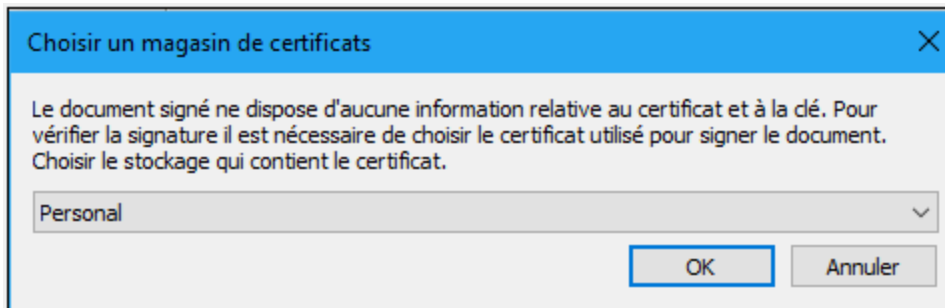 Choisir un magasin de certificats
Le document signé ne dispose d'aucune information relative au certificat et à la clé. Pour
vérifier la signature il est nécessaire de choisir le certificat utilisé pour signer le document.
Choisir le stockage qui contient le certificat.
Personal
OK Annuler